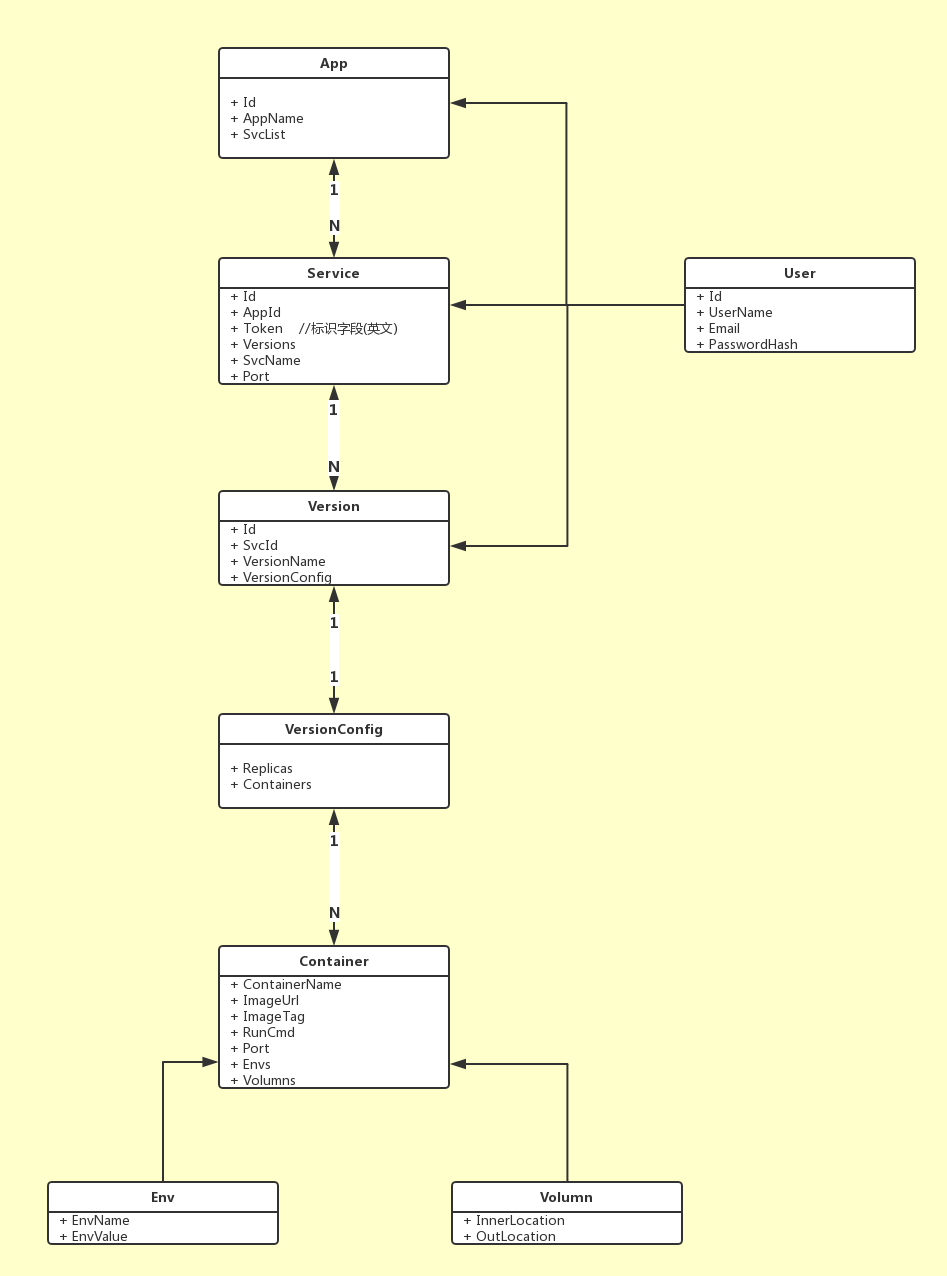 App
+ Id
+ AppName
+ SvcList
1
N
Service
+ Id
+ AppId
+ Token //标识字段(英文)
+ Versions
+ SvcName
+ Port
User
+ Id
+ UserName
+ Email
+ PasswordHash
1
N
Version
+ Id
+ SvcId
+ VersionName
+ VersionConfig
1
1
VersionConfig
+ Replicas
+ Containers
1
N
Container
+ ContainerName
+ ImageUrl
+ ImageTag
+ RunCmd
+ Port
+ Envs
+ Volumns
Env
+ EnvName
+ EnvValue
Volumn
+ InnerLocation
+ OutLocation